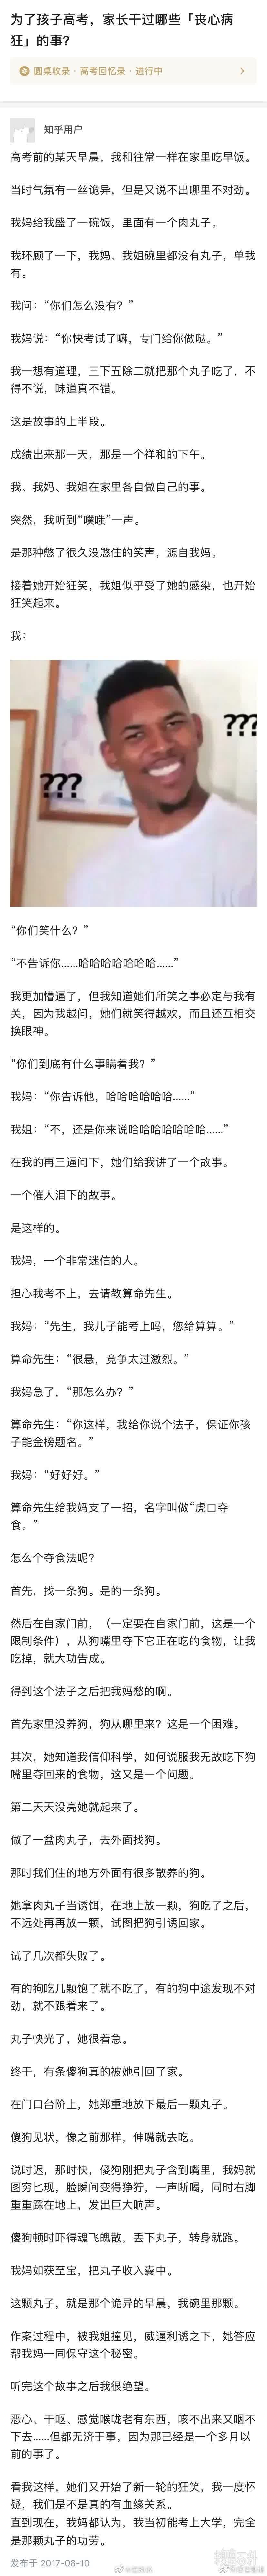 为了孩子高考，家长干过哪些「丧心病
狂」的事？
圆桌收录 · 高考回忆录 · 进行中
知乎用户
高考前的某天早晨，我和往常一样在家里吃早饭。
当时气氛有一丝诡异，但是又说不出哪里不对劲。
我妈给我盛了一碗饭，里面有一个肉丸子。
我环顾了一下，我妈、我姐碗里都没有丸子，单我
有。
我问：“你们怎么没有？”
我妈说：“你快考试了嘛，专门给你做哒。”
我一想有道理，三下五除二就把那个丸子吃了，不
得不说，味道真不错。
这是故事的上半段。
成绩出来那一天，那是一个祥和的下午。
我、我妈、我姐在家里各自做自己的事。
突然，我听到“噗嗤”一声。
是那种憋了很久没憋住的笑声，源自我妈。
接着她开始狂笑，我姐似乎受了她的感染，也开始
狂笑起来。
我：
???
???
“你们笑什么？”
“不告诉你......哈哈哈哈哈哈哈......”
我更加懵逼了，但我知道她们所笑之事必定与我有
关，因为我越问，她们就笑得越欢，而且还互相交
换眼神。
“你们到底有什么事瞒着我？”
我妈：“你告诉他，哈哈哈哈哈哈......”
我姐：“不，还是你来说哈哈哈哈哈哈哈......”
在我的再三逼问下，她们给我讲了一个故事。
一个催人泪下的故事。
是这样的。
我妈，一个非常迷信的人。
担心我考不上，去请教算命先生。
我妈：“先生，我儿子能考上吗，您给算算。”
算命先生：“很悬，竞争太过激烈。”
我妈急了，“那怎么办？”
算命先生：“你这样，我给你说个法子，保证你孩
子能金榜题名。”
我妈：“好好好。”
算命先生给我妈支了一招，名字叫做“虎口夺
食。”
怎么个夺食法呢？
首先，找一条狗。是的一条狗。
然后在自家门前，（一定要在自家门前，这是一个
限制条件），从狗嘴里夺下它正在吃的食物，让我
吃掉，就大功告成。
得到这个法子之后把我妈愁的啊。
首先家里没养狗，狗从哪里来？这是一个困难。
其次，她知道我信仰科学，如何说服我无故吃下狗
嘴里夺回来的食物，这又是一个问题。
第二天天没亮她就起来了。
做了一盆肉丸子，去外面找狗。
那时我们住的地方外面有很多散养的狗。
她拿肉丸子当诱饵，在地上放一颗，狗吃了之后，
不远处再再放一颗，试图把狗引诱回家。
试了几次都失败了。
有的狗吃几颗饱了就不吃了，有的狗中途发现不对
劲，就不跟着来了。
丸子快光了，她很着急。
终于，有条傻狗真的被她引回了家。
在门口台阶上，她郑重地放下最后一颗丸子。
傻狗见状，像之前那样，伸嘴就去吃。
说时迟，那时快，傻狗刚把丸子含到嘴里，我妈就
图穷匕现，脸瞬间变得狰狞，一声断喝，同时右脚
重重踩在地上，发出巨大响声。
傻狗顿时吓得魂飞魄散，丢下丸子，转身就跑。
我妈如获至宝，把丸子收入囊中。
这颗丸子，就是那个诡异的早晨，我碗里那颗。
作案过程中，被我姐撞见，威逼利诱之下，她答应
帮我妈一同保守这个秘密。
听完这个故事之后我很绝望。
恶心、干呕、感觉喉咙老有东西，咳不出来又咽不
下去......但都无济于事，因为那已经是一个多月以
前的事了。
看我这样，她们又开始了新一轮的狂笑，我一度怀
疑，我们是不是真的有血缘关系。
直到现在，我妈都认为，我当初能考上大学，完全
是那颗丸子的功劳。
发布于 2017-08-10